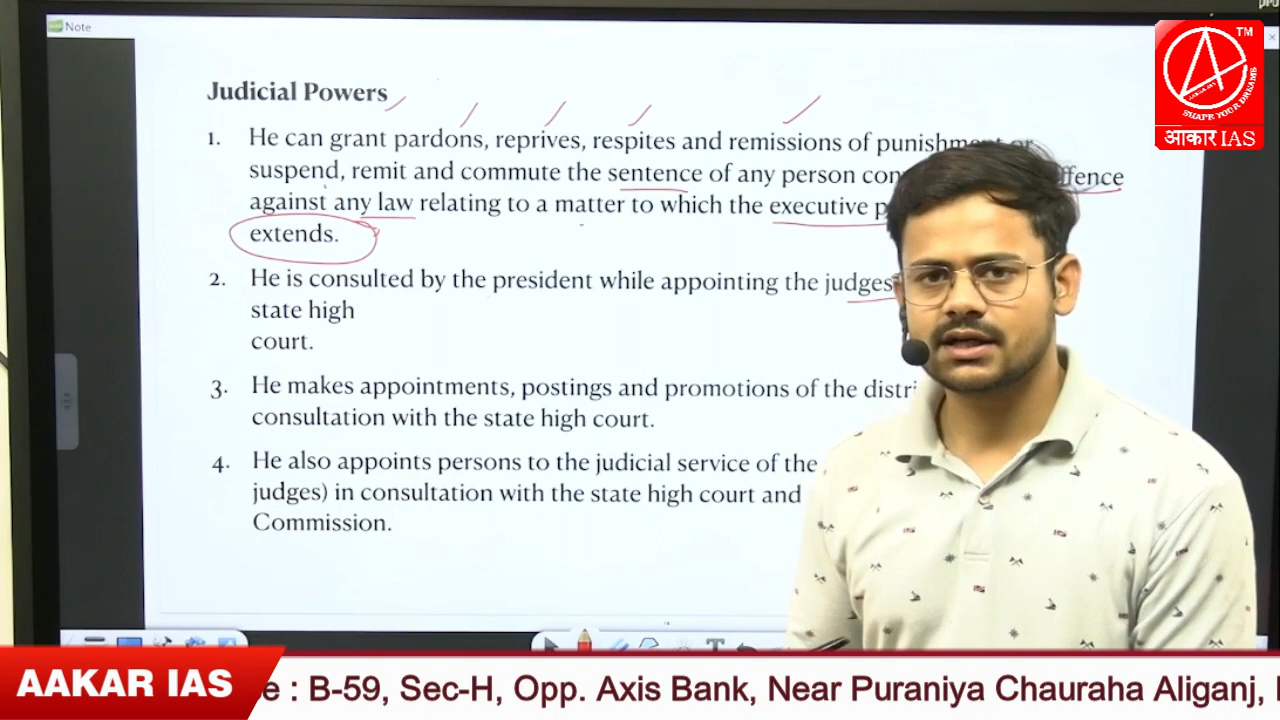 Note
TM
SHAPE YOUR DREAMS
आकार IAS
Judicial Powers
1. He can grant pardons, reprives, respites and remissions of punishment or
suspend, remit and commute the sentence of any person
against any law relating to a matter to which the executive
extends.
2. He is consulted by the president while appointing the judges
state high
court.
3. He makes appointments, postings and promotions of the
consultation with the state high court.
4. He also appoints persons to the judicial service of the
judges) in consultation with the state high court and
Commission.
AAKAR IAS
: B-59, Sec-H, Opp. Axis Bank, Near Puraniya Chauraha Aliganj,